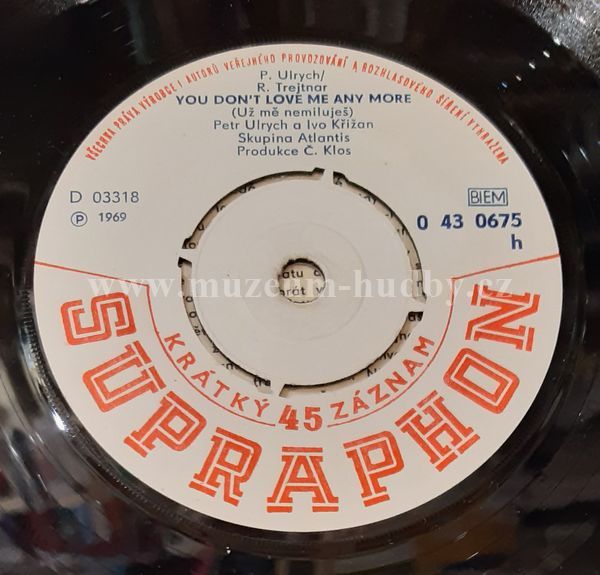 VŠECHNA PRÁVA VÝROBCE I AUTORŮ VEŘEJNÉHO PROVOZOVÁNÍ A ROZHLASOVÉHO ŠÍŘENÍ VYHRAŽENA
P. Ulrych/
R. Trejtnar
YOU DON'T LOVE ME ANY MORE
(Už mě nemiluješ)
Petr Ulrych a Ivo Křižan
Skupina Atlantis
Produkce Č. Klos
D 03318
℗ 1969
BIEM
0 43 0675
h
www.muzeum-hudby.cz
KRÁTKÝ 45 ZÁZNAM
SUPRAPHON